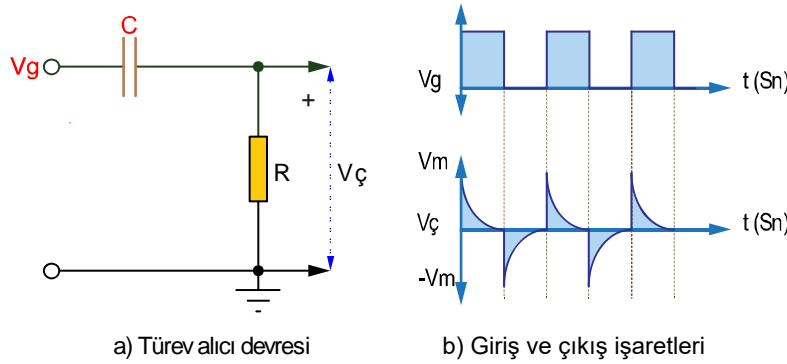 C
Vg
+
R
Vç
a) Türev alıcı devresi
Vg
t (Sn)
Vm
Vç
t (Sn)
-Vm
b) Giriş ve çıkış işaretleri